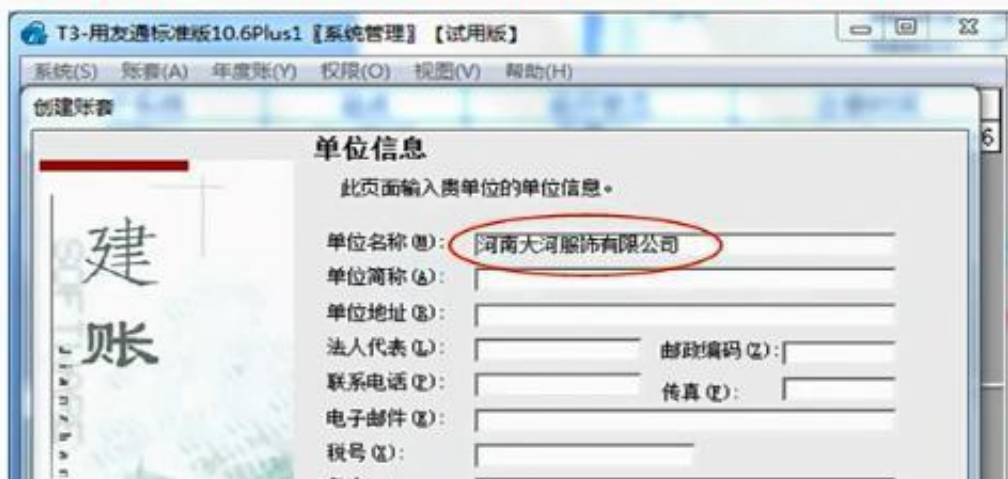 T3-用友通标准版10.6Plus1〖系统管理〗【试用版】
系统(S) 账套(A) 年度账(Y) 权限(O) 视图(V) 帮助(H)
创建账套
6
单位信息
此页面输入贵单位的单位信息。
建账
Jianzhan
单位名称(M): 河南大河服饰有限公司
单位简称(A):
单位地址(B):
法人代表(L): 邮政编码(Z):
联系电话(P): 传真(F):
电子邮件(E):
税号(X):